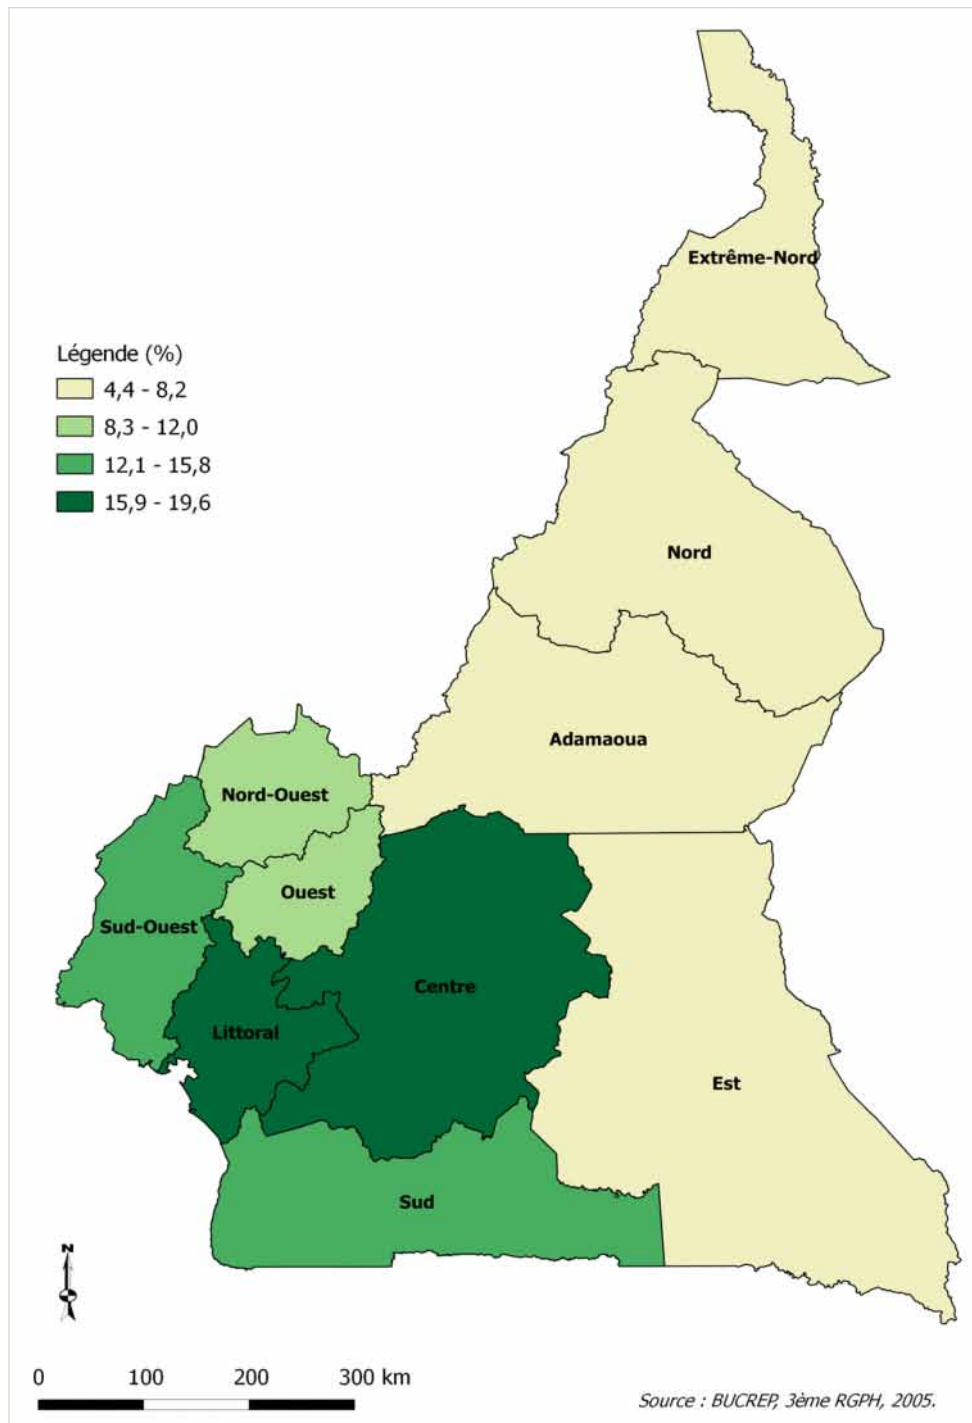 Extrême-Nord
Légende (%)
4,4 - 8,2
8,3 - 12,0
12,1 - 15,8
15,9 - 19,6
Nord
Adamaoua
Nord-Ouest
Ouest
Sud-Ouest
Centre
Littoral
Est
Sud
N
0 100 200 300 km
Source : BUCREP, 3ème RGPH, 2005.